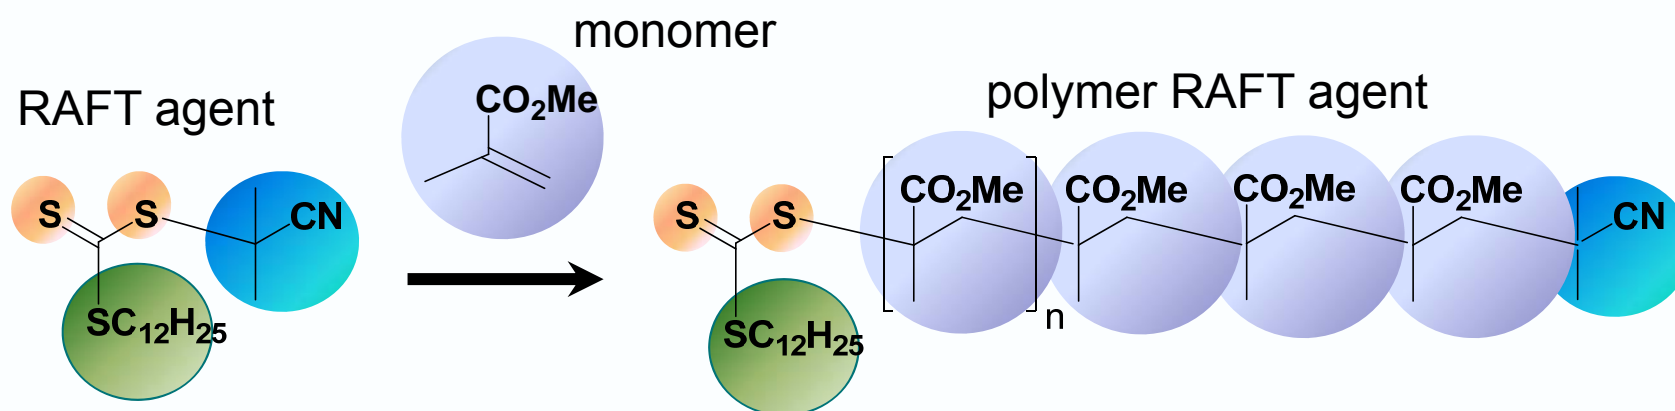 monomer
RAFT agent
polymer RAFT agent
CO₂Me
S S CN
SC₁₂H₂₅
CO₂Me CO₂Me CO₂Me CO₂Me
S S CN
n
SC₁₂H₂₅